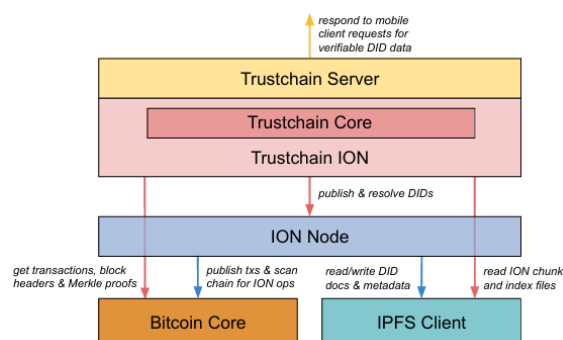 respond to mobile
client requests for
verifiable DID data
Trustchain Server
Trustchain Core
Trustchain ION
publish & resolve DIDs
ION Node
get transactions, block
headers & Merkle proofs
publish txs & scan
chain for ION ops
read/write DID
docs & metadata
read ION chunk
and index files
Bitcoin Core
IPFS Client